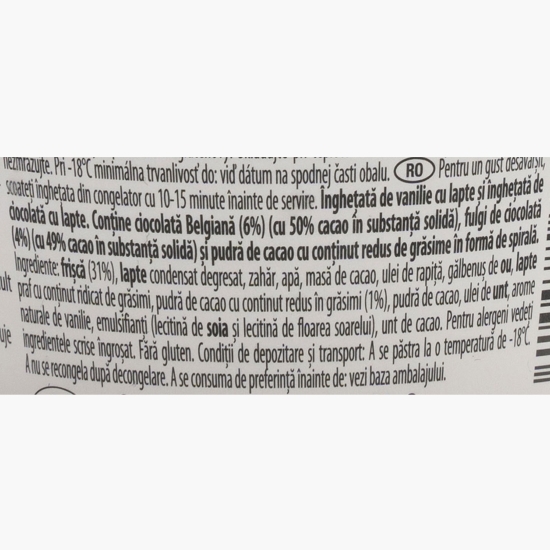 nezmrazujte. Pri -18°C minimálna trvanlivosť do: viď dátum na spodnej časti obalu. RO Pentru un gust desăvârșit,
scoateți înghețata din congelator cu 10-15 minute înainte de servire. Înghețată de vanilie cu lapte și înghețată de
ciocolată cu lapte. Conține ciocolată Belgiană (6%) (cu 50% cacao în substanță solidă), fulgi de ciocolată
(4%) (cu 49% cacao în substanță solidă) și pudră de cacao cu conținut redus de grăsime în formă de spirală.
Ingrediente: frișcă (31%), lapte condensat degresat, zahăr, apă, masă de cacao, ulei de rapiță, gălbenuș de ou, lapte
praf cu conținut ridicat de grăsimi, pudră de cacao cu continut redus în grăsimi (1%), pudră de cacao, ulei de unt, arome
naturale de vanilie, emulsifianți (lecitină de soia și lecitină de floarea soarelui), unt de cacao. Pentru alergeni vedeți
ingredientele scrise îngroșat. Fără gluten. Condiții de depozitare și transport: A se păstra la o temperatură de -18°C.
A nu se recongela după decongelare. A se consuma de preferință înainte de: vezi baza ambalajului.